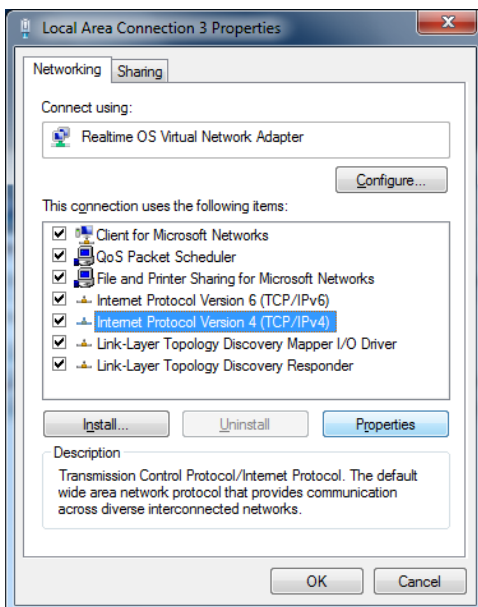 Local Area Connection 3 Properties
Networking
Sharing
Connect using:
Realtime OS Virtual Network Adapter
Configure...
This connection uses the following items:
Client for Microsoft Networks
QoS Packet Scheduler
File and Printer Sharing for Microsoft Networks
Internet Protocol Version 6 (TCP/IPv6)
Internet Protocol Version 4 (TCP/IPv4)
Link-Layer Topology Discovery Mapper I/O Driver
Link-Layer Topology Discovery Responder
Install...
Uninstall
Properties
Description
Transmission Control Protocol/Internet Protocol. The default
wide area network protocol that provides communication
across diverse interconnected networks.
OK
Cancel